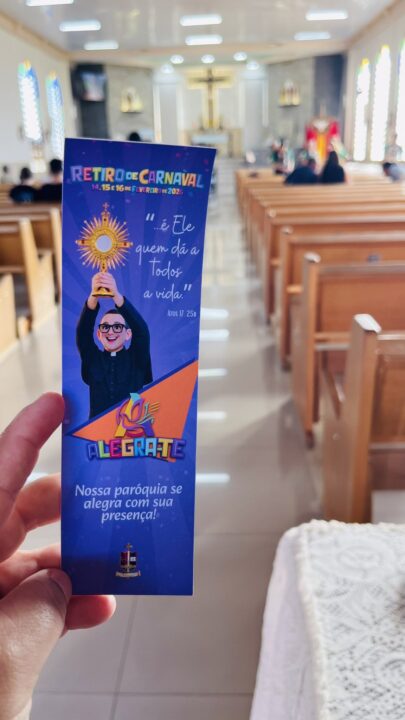 RETIRO DE CARNAVAL
14, 15 E 16 DE FEVEREIRO DE 2026
"...é Ele
quem dá a
todos
a vida."
Atos, 17, 25b
ALEGRA-TE
Nossa paróquia se
alegra com sua
presença!